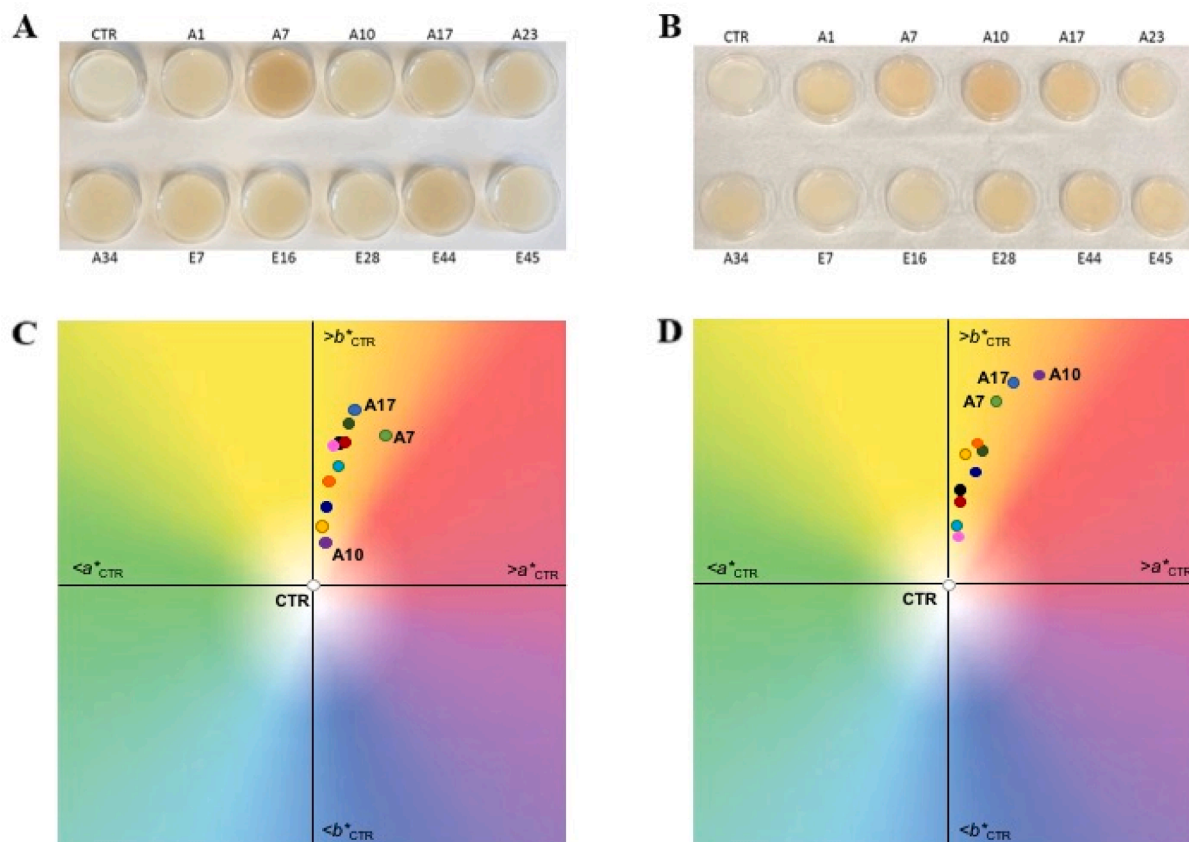 A
CTR A1 A7 A10 A17 A23
A34 E7 E16 E28 E44 E45
B
CTR A1 A7 A10 A17 A23
A34 E7 E16 E28 E44 E45
C
>b*CTR
A17
A7
A10
<a*CTR
>a*CTR
CTR
<b*CTR
D
>b*CTR
A17
A10
A7
<a*CTR
>a*CTR
CTR
<b*CTR